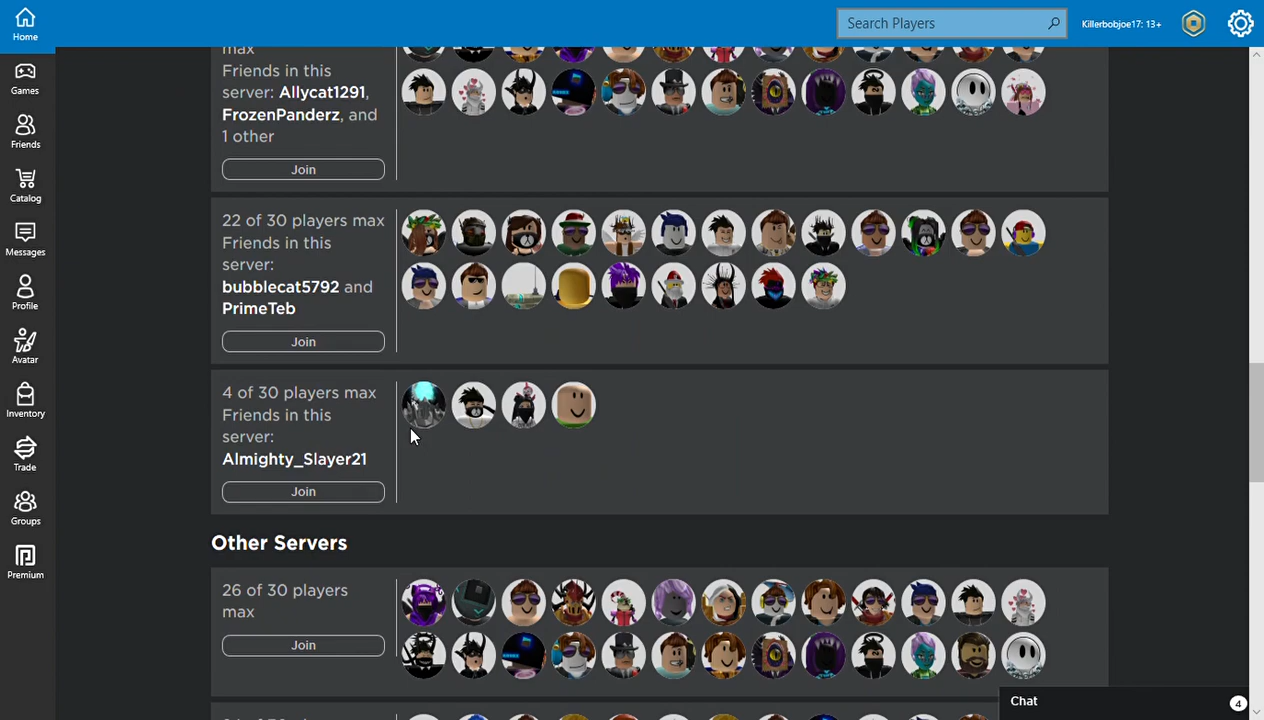 Home
Search Players
Killerbobjoe17: 13+
Games
Friends
Catalog
Messages
Profile
Avatar
Inventory
Trade
Groups
Premium
max
Friends in this
server: Allycat1291,
FrozenPanderz, and
1 other
Join
22 of 30 players max
Friends in this
server:
bubblecat5792 and
PrimeTeb
Join
4 of 30 players max
Friends in this
server:
Almighty_Slayer21
Join
Other Servers
26 of 30 players
max
Join
Chat
4